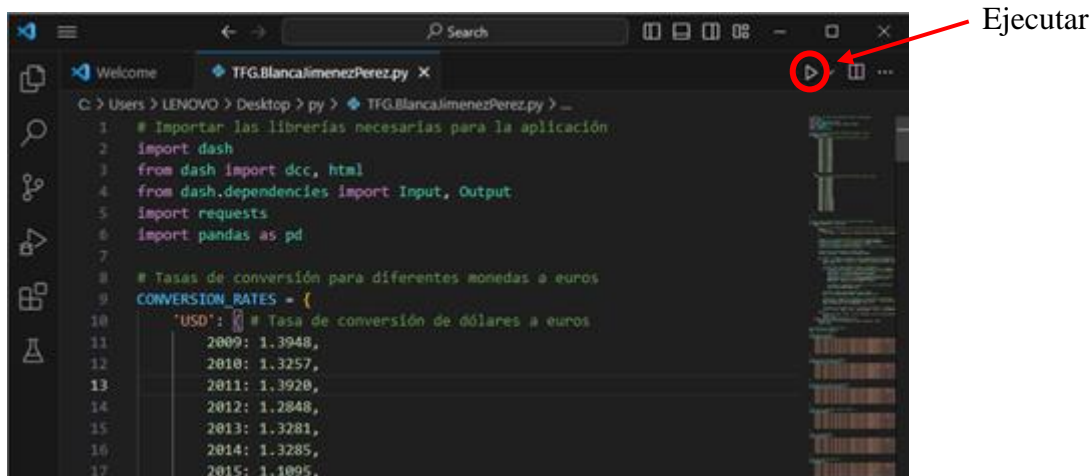 Ejecutar
Search
Welcome
TFG.BlancaJimenezPerez.py
C: > Users > LENOVO > Desktop > py > TFG.BlancaJimenezPerez.py > ...
1 # Importar las librerías necesarias para la aplicación
2 import dash
3 from dash import dcc, html
4 from dash.dependencies import Input, Output
5 import requests
6 import pandas as pd
7
8 # Tasas de conversión para diferentes monedas a euros
9 CONVERSION_RATES = {
10 'USD': { # Tasa de conversión de dólares a euros
11 2009: 1.3948,
12 2010: 1.3257,
13 2011: 1.3920,
14 2012: 1.2848,
15 2013: 1.3281,
16 2014: 1.3285,
17 2015: 1.1095,